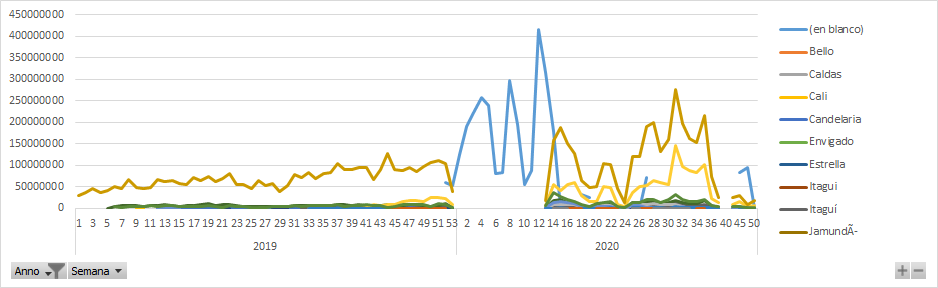 450000000
400000000
350000000
300000000
250000000
200000000
150000000
100000000
50000000
0
1 3 5 7 9 11 13 15 17 19 21 23 25 27 29 31 33 35 37 39 41 43 45 47 49 51 53 2 4 6 8 10 12 14 16 18 20 22 24 26 28 30 32 34 36 38 40 45 50
2019 2020
(en blanco)
Bello
Caldas
Cali
Candelaria
Envigado
Estrella
Itagui
Itaguí
JamundÃ-
Anno Semana